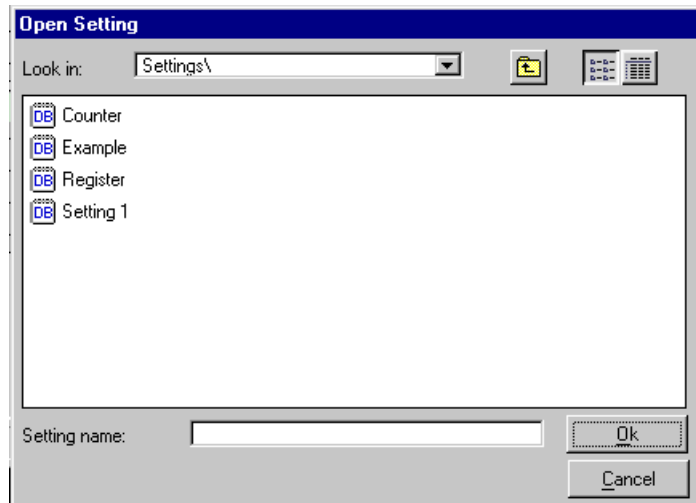 Open Setting
Look in: Settings\
DB Counter
DB Example
DB Register
DB Setting 1
Setting name: Ok
Cancel